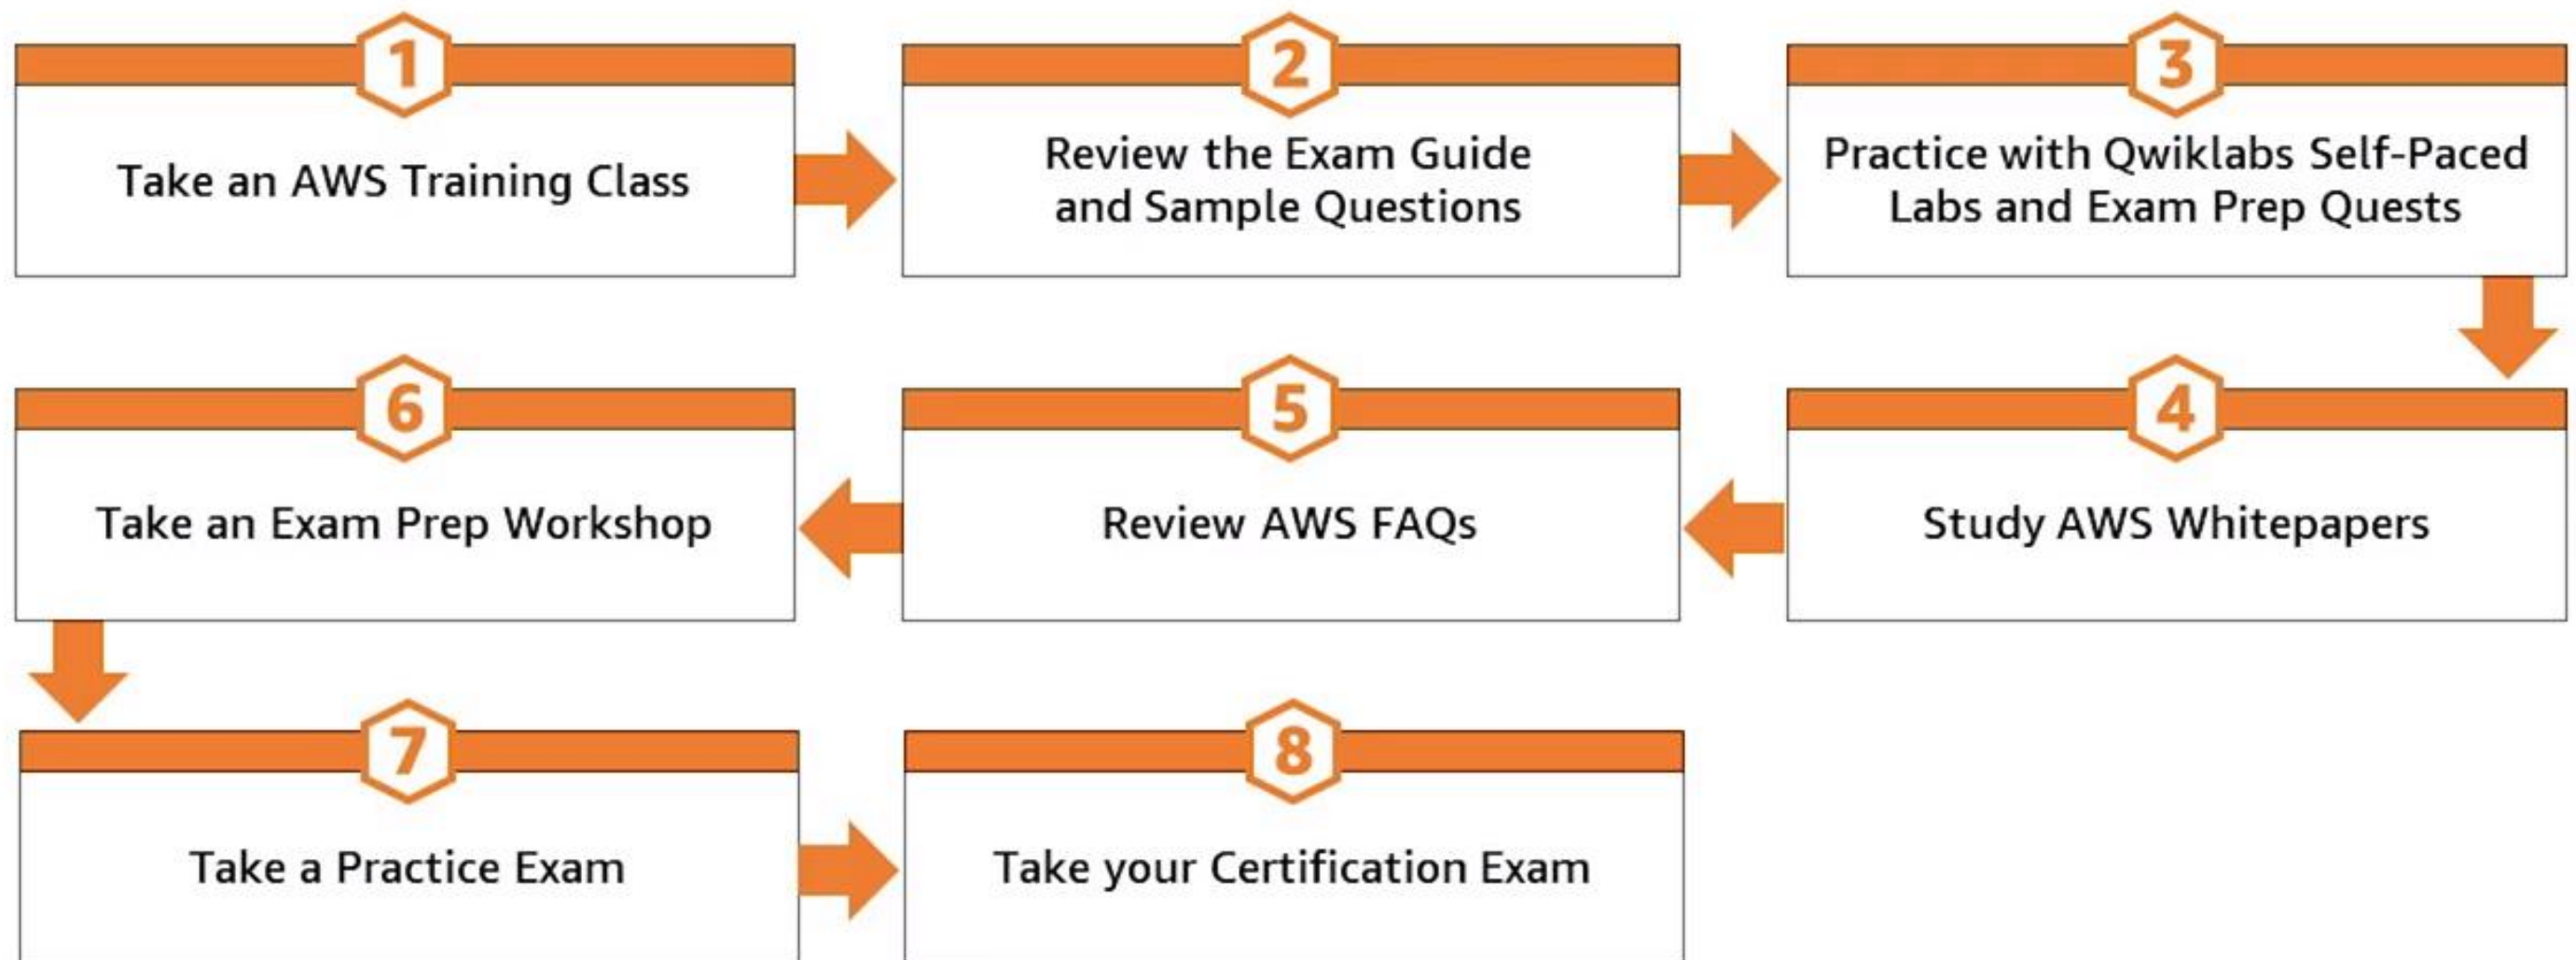 1
Take an AWS Training Class
2
Review the Exam Guide
and Sample Questions
3
Practice with Qwiklabs Self-Paced
Labs and Exam Prep Quests
4
Study AWS Whitepapers
5
Review AWS FAQs
6
Take an Exam Prep Workshop
7
Take a Practice Exam
8
Take your Certification Exam